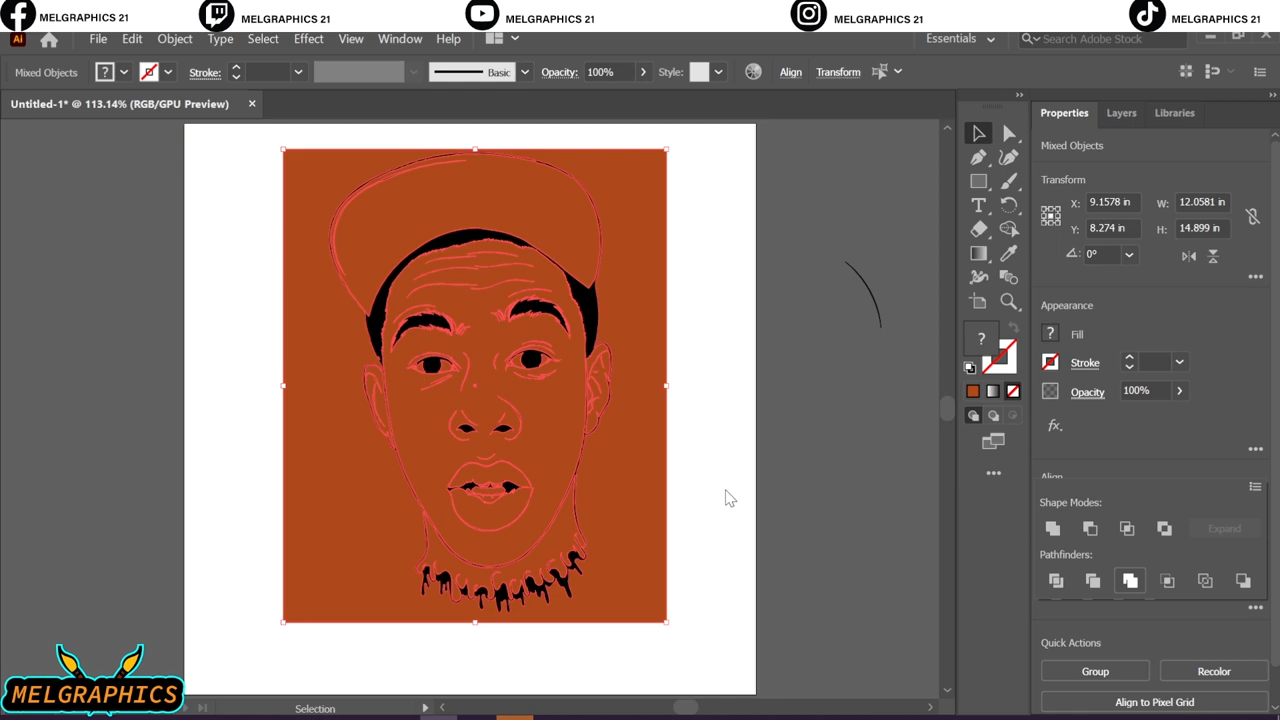 MELGRAPHICS 21
MELGRAPHICS 21
MELGRAPHICS 21
MELGRAPHICS 21
MELGRAPHICS 21
Ai File Edit Object Type Select Effect View Window Help
Essentials
Search Adobe Stock
Mixed Objects ? Stroke: Basic Opacity: 100% Style: Align Transform
Untitled-1* @ 113.14% (RGB/GPU Preview) ×
Properties Layers Libraries
Mixed Objects
Transform
X: 9.1578 in W: 12.0581 in
Y: 8.274 in H: 14.899 in
0°
Appearance
? Fill
Stroke
Opacity 100%
fx.
Align
Shape Modes:
Expand
Pathfinders:
Quick Actions
Group Recolor
Align to Pixel Grid
T
?
MELGRAPHICS
Selection